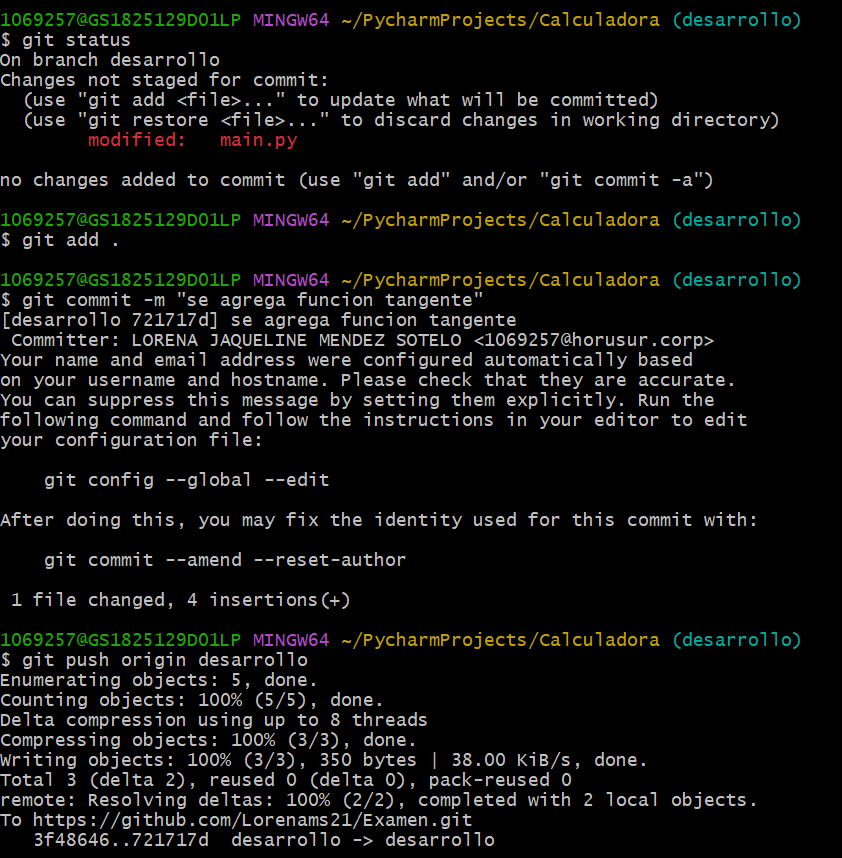 1069257@GS1825129D01LP MINGW64 ~/PycharmProjects/Calculadora (desarrollo)
$ git status
On branch desarrollo
Changes not staged for commit:
  (use "git add <file>..." to update what will be committed)
  (use "git restore <file>..." to discard changes in working directory)
        modified:   main.py

no changes added to commit (use "git add" and/or "git commit -a")

1069257@GS1825129D01LP MINGW64 ~/PycharmProjects/Calculadora (desarrollo)
$ git add .

1069257@GS1825129D01LP MINGW64 ~/PycharmProjects/Calculadora (desarrollo)
$ git commit -m "se agrega funcion tangente"
[desarrollo 721717d] se agrega funcion tangente
 Committer: LORENA JAQUELINE MENDEZ SOTELO <1069257@horusur.corp>
Your name and email address were configured automatically based
on your username and hostname. Please check that they are accurate.
You can suppress this message by setting them explicitly. Run the
following command and follow the instructions in your editor to edit
your configuration file:

    git config --global --edit

After doing this, you may fix the identity used for this commit with:

    git commit --amend --reset-author

 1 file changed, 4 insertions(+)

1069257@GS1825129D01LP MINGW64 ~/PycharmProjects/Calculadora (desarrollo)
$ git push origin desarrollo
Enumerating objects: 5, done.
Counting objects: 100% (5/5), done.
Delta compression using up to 8 threads
Compressing objects: 100% (3/3), done.
Writing objects: 100% (3/3), 350 bytes | 38.00 KiB/s, done.
Total 3 (delta 2), reused 0 (delta 0), pack-reused 0
remote: Resolving deltas: 100% (2/2), completed with 2 local objects.
To https://github.com/Lorenams21/Examen.git
   3f48646..721717d  desarrollo -> desarrollo